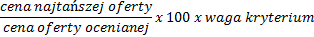 cena najtańszej oferty
cena oferty ocenianej x 100 x waga kryterium